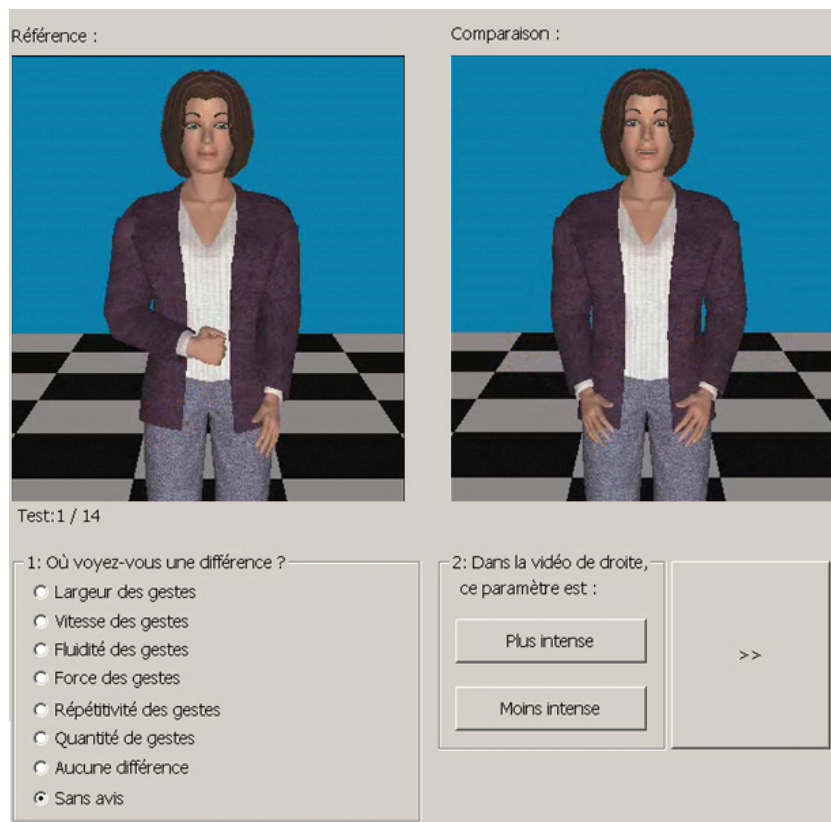 Référence :
Comparaison :
Test:1 / 14
1: Où voyez-vous une différence ?
Largeur des gestes
Vitesse des gestes
Fluidité des gestes
Force des gestes
Répétitivité des gestes
Quantité de gestes
Aucune différence
Sans avis
2: Dans la vidéo de droite,
ce paramètre est :
Plus intense
Moins intense
>>